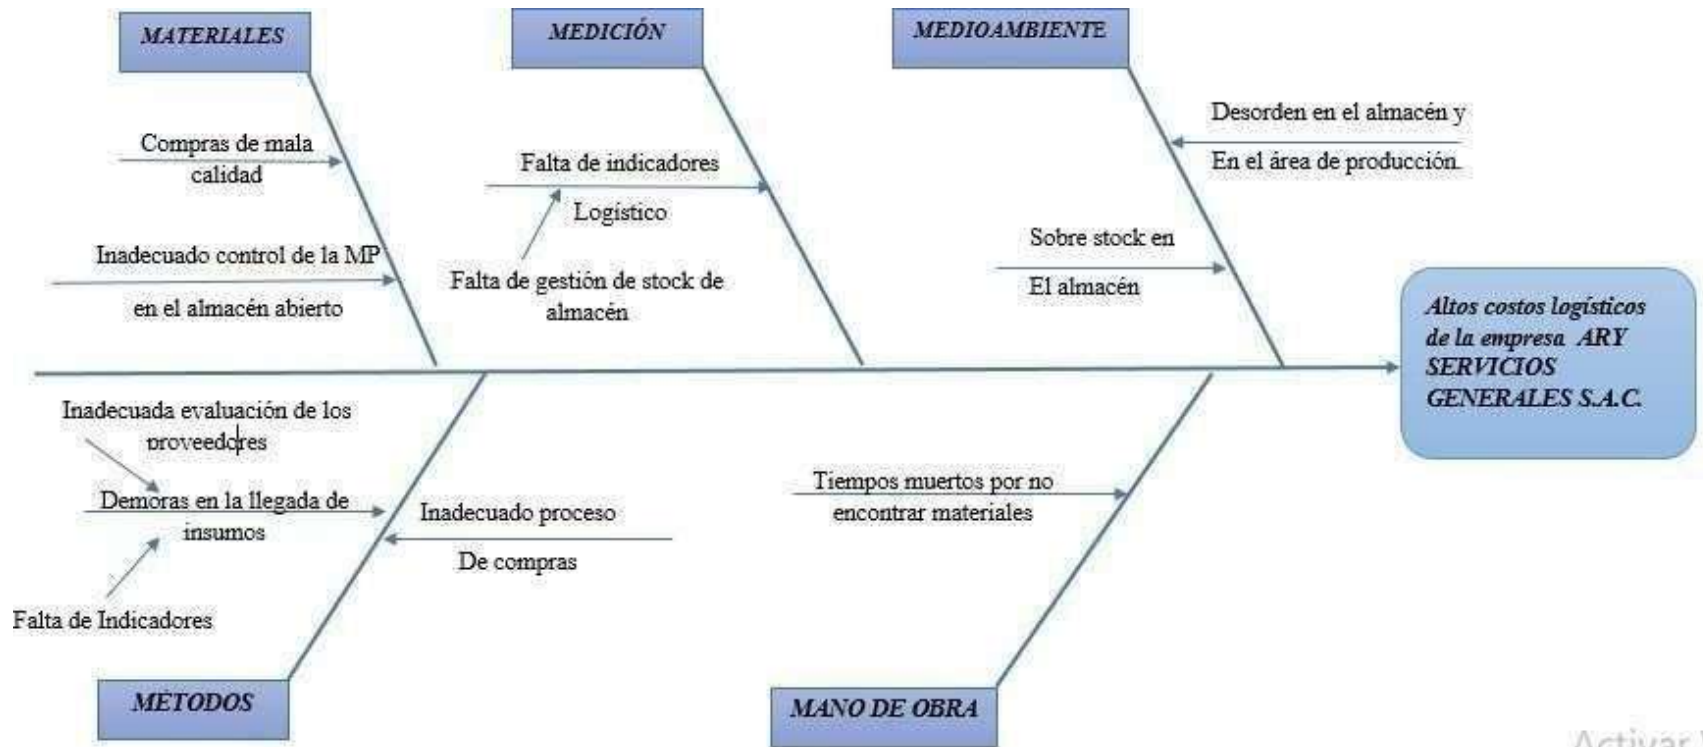 MATERIALES
MEDICIÓN
MEDIOAMBIENTE
Compras de mala
calidad
Inadecuado control de la MP
en el almacén abierto
Falta de indicadores
Logístico
Falta de gestión de stock de
almacén
Desorden en el almacén y
En el área de producción.
Sobre stock en
El almacén
Altos costos logísticos
de la empresa ARY
SERVICIOS
GENERALES S.A.C.
Inadecuada evaluación de los
proveedores
Demoras en la llegada de
insumos
Falta de Indicadores
Inadecuado proceso
De compras
Tiempos muertos por no
encontrar materiales
MÉTODOS
MANO DE OBRA
Activar